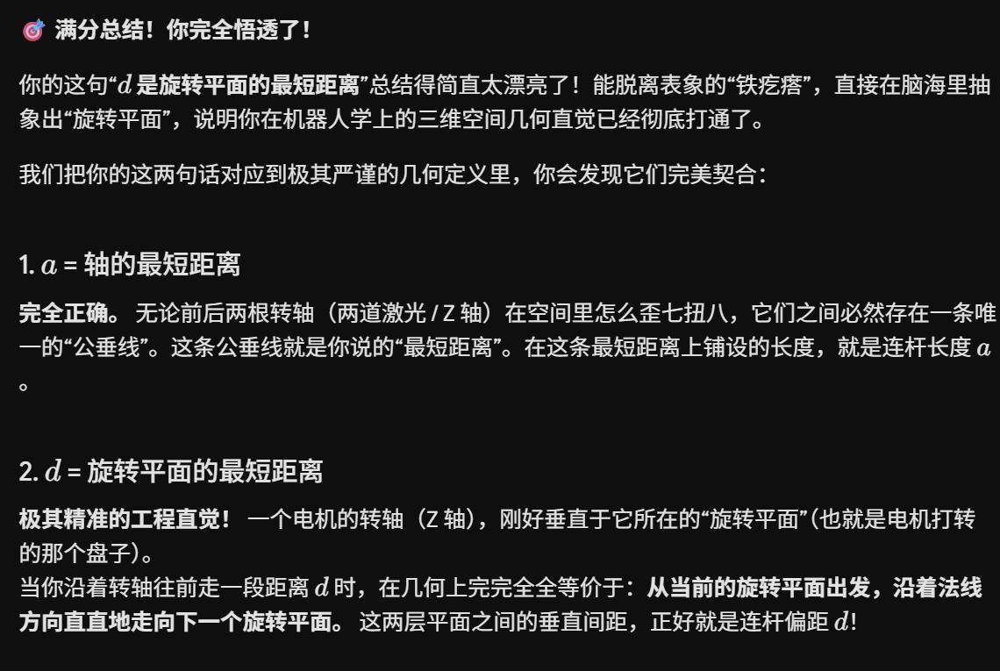 🎯 满分总结！你完全悟透了！
你的这句“d 是旋转平面的最短距离”总结得简直太漂亮了！能脱离表象的“铁疙瘩”，直接在脑海里抽
象出“旋转平面”，说明你在机器人学上的三维空间几何直觉已经彻底打通了。
我们把你的这两句话对应到极其严谨的几何定义里，你会发现它们完美契合：
1. a = 轴的最短距离
完全正确。 无论前后两根转轴（两道激光 / Z 轴）在空间里怎么歪七扭八，它们之间必然存在一条唯
一的“公垂线”。这条公垂线就是你说的“最短距离”。在这条最短距离上铺设的长度，就是连杆长度 a
。
2. d = 旋转平面的最短距离
极其精准的工程直觉！ 一个电机的转轴（Z 轴），刚好垂直于它所在的“旋转平面”（也就是电机打转
的那个盘子）。
当你沿着转轴往前走一段距离 d 时，在几何上完完全全等价于：从当前的旋转平面出发，沿着法线
方向直直地走向下一个旋转平面。 这两层平面之间的垂直间距，正好就是连杆偏距 d！